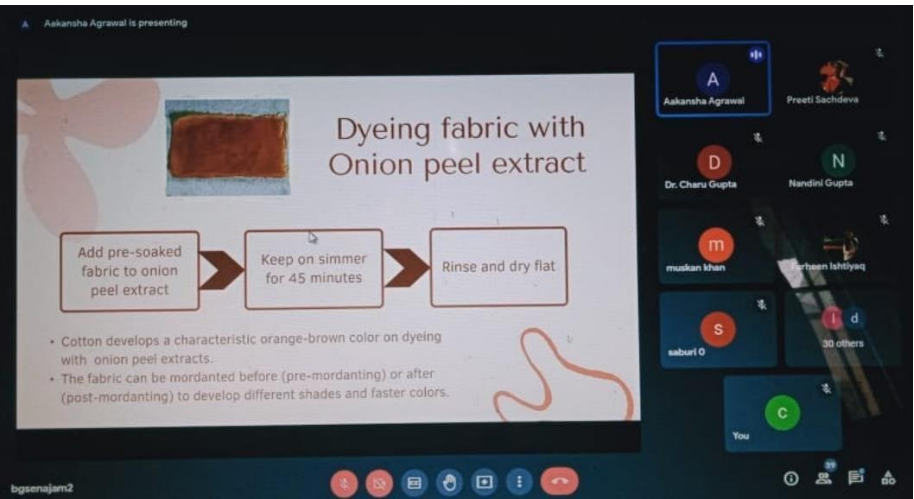 A Aakansha Agrawal is presenting
Dyeing fabric with
Onion peel extract
Add pre-soaked
fabric to onion
peel extract
Keep on simmer
for 45 minutes
Rinse and dry flat
• Cotton develops a characteristic orange-brown color on dyeing
with onion peel extracts.
• The fabric can be mordanted before (pre-mordanting) or after
(post-mordanting) to develop different shades and faster colors.
A
Aakansha Agrawal
Preeti Sachdeva
D
Dr. Charu Gupta
N
Nandini Gupta
m
muskan khan
Farheen Ishtiyaq
s
saburi 0
I d
30 others
C
You
bgsenajam2
39